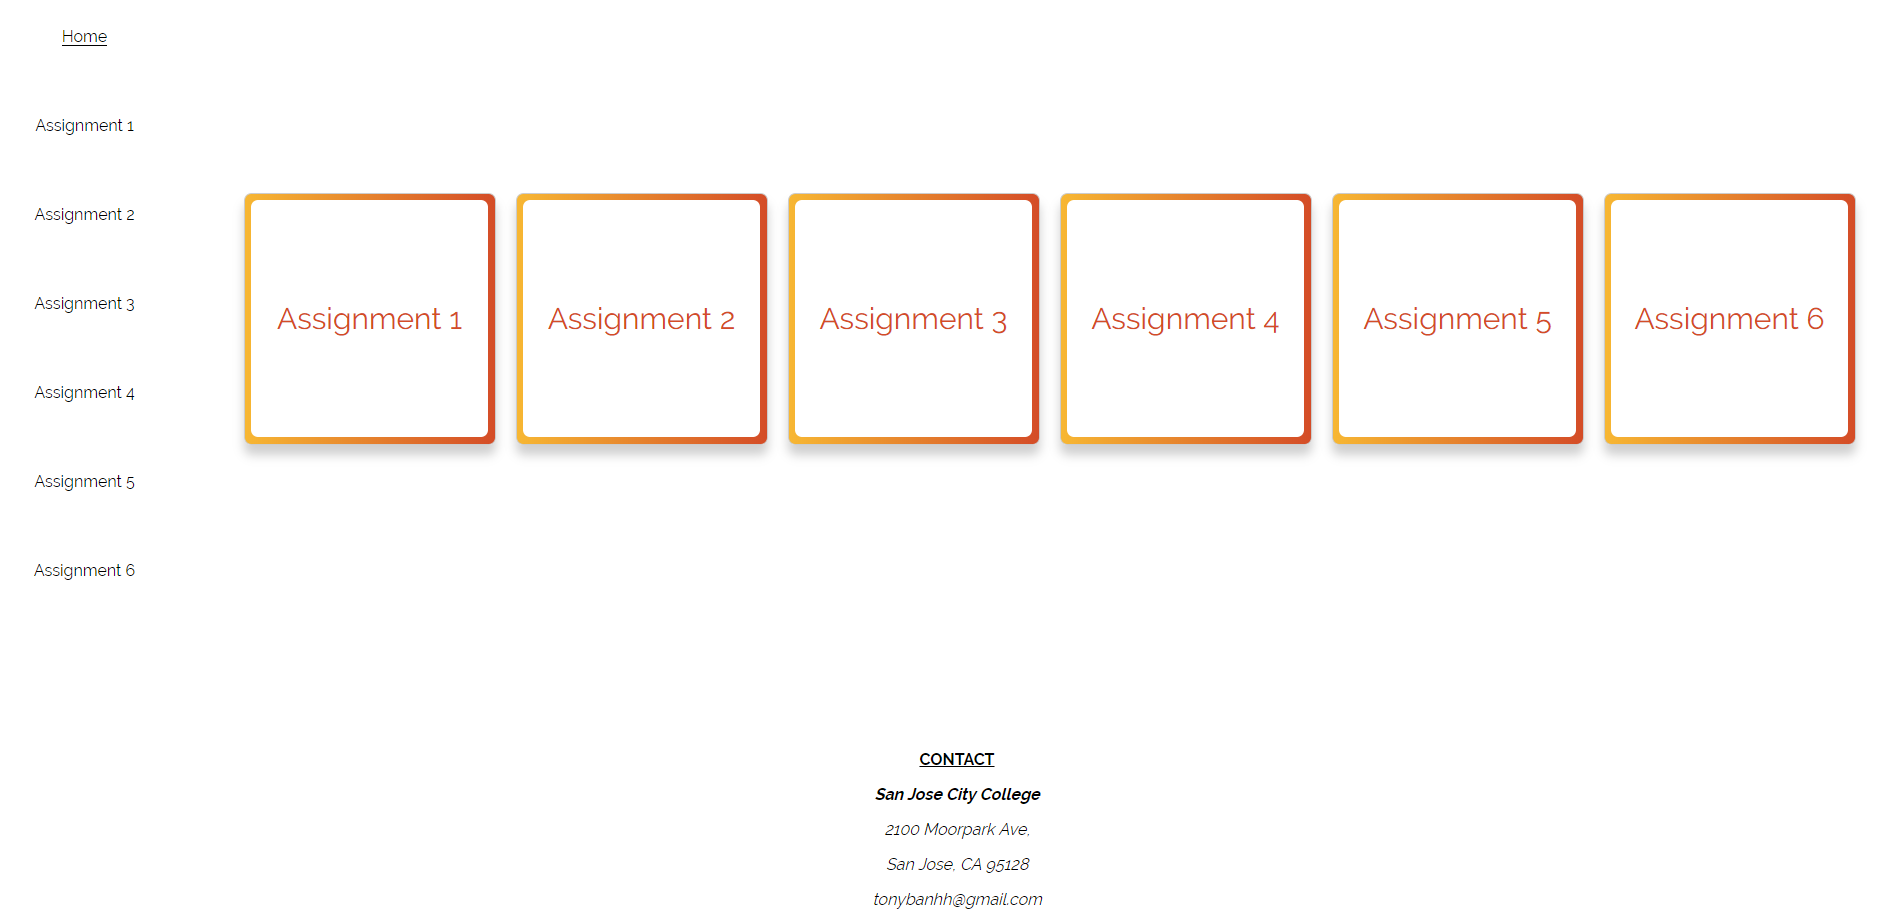 Home
Assignment 1
Assignment 2
Assignment 3
Assignment 4
Assignment 5
Assignment 6
Assignment 1
Assignment 2
Assignment 3
Assignment 4
Assignment 5
Assignment 6
CONTACT
San Jose City College
2100 Moorpark Ave,
San Jose, CA 95128
tonybanhh@gmail.com